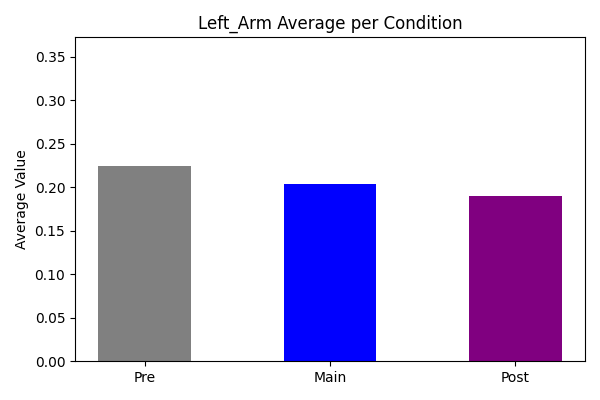 Left_Arm Average per Condition
Average Value
0.35
0.30
0.25
0.20
0.15
0.10
0.05
0.00
Pre
Main
Post